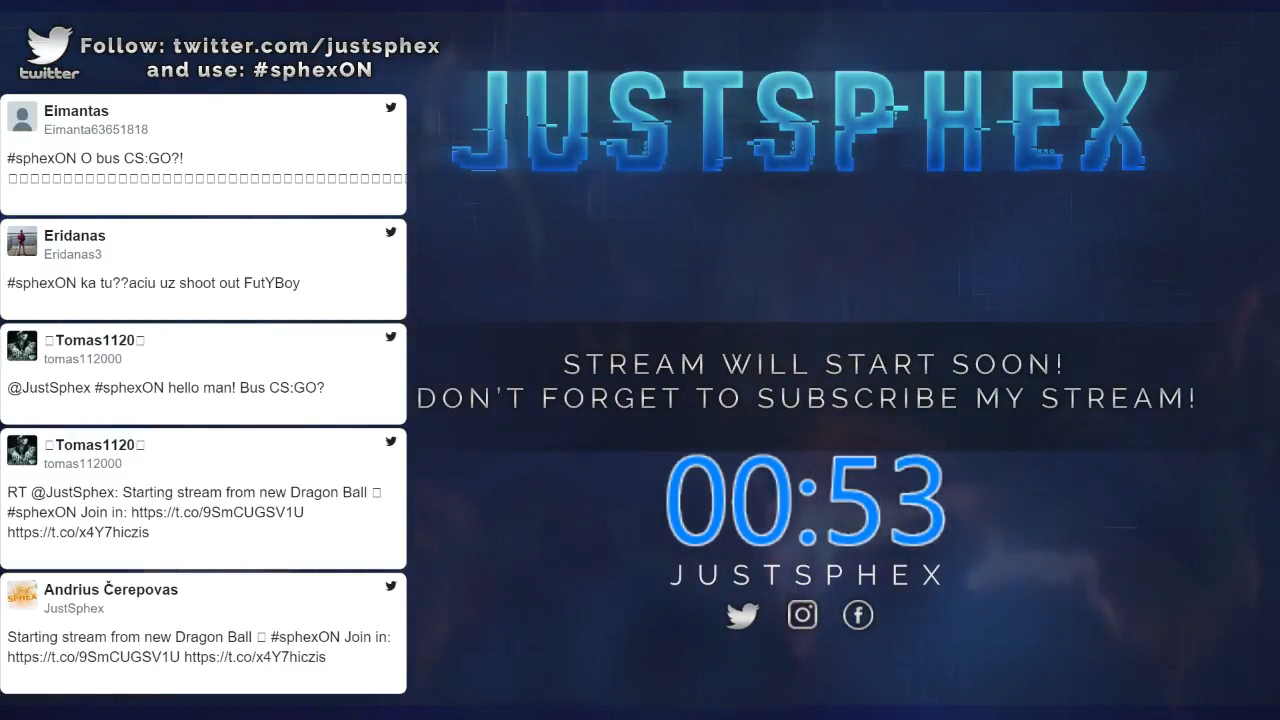 twitter
Follow: twitter.com/justsphex
and use: #sphexON
Eimantas
Eimanta63651818
#sphexON O bus CS:GO?!
Eridanas
Eridanas3
#sphexON ka tu??aciu uz shoot out FutYBoy
□Tomas1120□
tomas112000
@JustSphex #sphexON hello man! Bus CS:GO?
□Tomas1120□
tomas112000
RT @JustSphex: Starting stream from new Dragon Ball □
#sphexON Join in: https://t.co/9SmCUGSV1U
https://t.co/x4Y7hiczis
Andrius Čerepovas
JustSphex
Starting stream from new Dragon Ball □ #sphexON Join in:
https://t.co/9SmCUGSV1U https://t.co/x4Y7hiczis
JUSTSPHEX
STREAM WILL START SOON!
DON'T FORGET TO SUBSCRIBE MY STREAM!
00:53
JUSTSPHEX